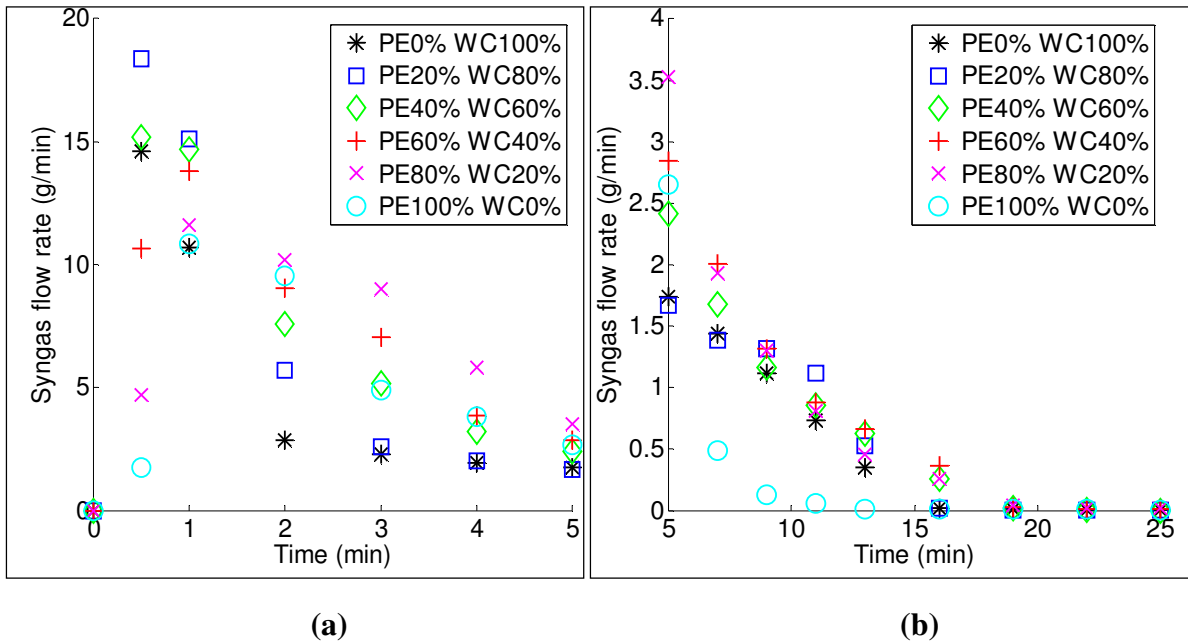 20
15
10
5
0
0 1 2 3 4 5
Syngas flow rate (g/min)
Time (min)
PE0% WC100%
PE20% WC80%
PE40% WC60%
PE60% WC40%
PE80% WC20%
PE100% WC0%
(a)
4
3.5
3
2.5
2
1.5
1
0.5
0
5 10 15 20 25
Syngas flow rate (g/min)
Time (min)
PE0% WC100%
PE20% WC80%
PE40% WC60%
PE60% WC40%
PE80% WC20%
PE100% WC0%
(b)